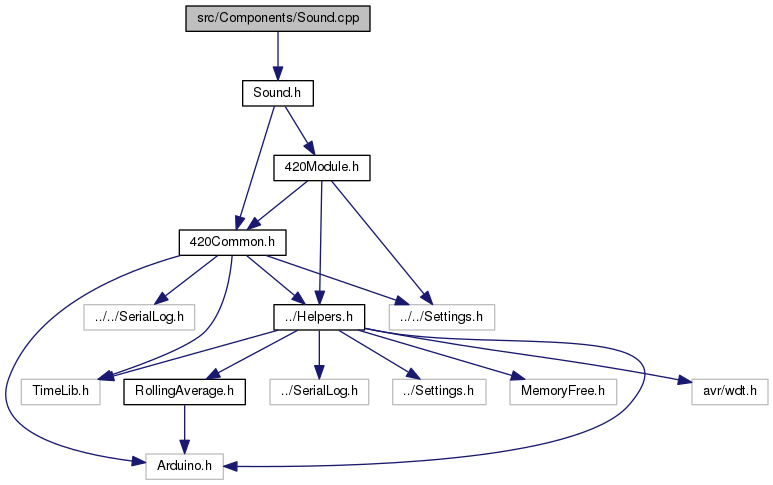 src/Components/Sound.cpp
Sound.h
420Module.h
420Common.h
../../SerialLog.h
../Helpers.h
../../Settings.h
TimeLib.h
RollingAverage.h
../SerialLog.h
../Settings.h
MemoryFree.h
avr/wdt.h
Arduino.h